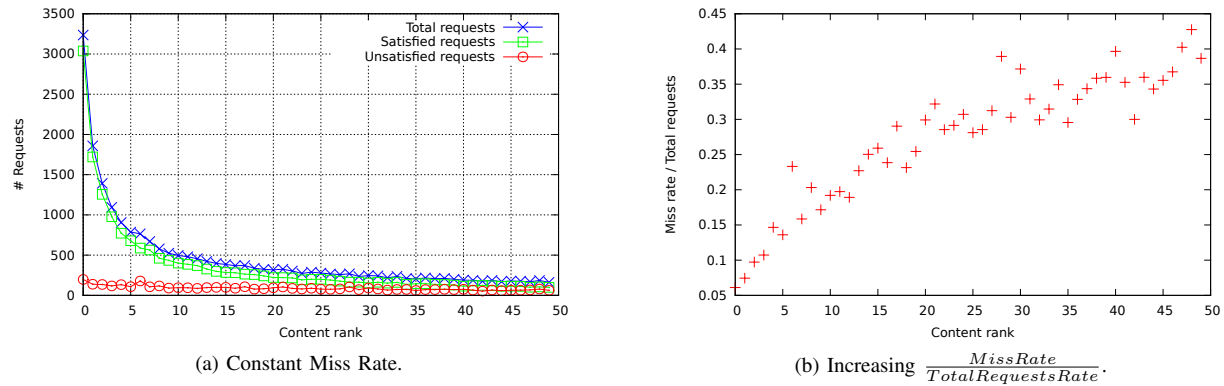 3500
3000
2500
2000
1500
1000
500
0
# Requests
Total requests
Satisfied requests
Unsatisfied requests
0 5 10 15 20 25 30 35 40 45 50
Content rank
(a) Constant Miss Rate.
0.45
0.4
0.35
0.3
0.25
0.2
0.15
0.1
0.05
Miss rate / Total requests
0 5 10 15 20 25 30 35 40 45 50
Content rank
(b) Increasing MissRate/TotalRequestsRate.